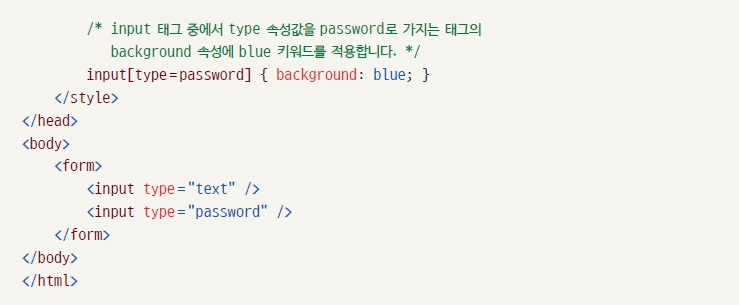 /* input 태그 중에서 type 속성값을 password로 가지는 태그의
background 속성에 blue 키워드를 적용합니다. */
input[type=password] { background: blue; }
</style>
</head>
<body>
<form>
<input type="text" />
<input type="password" />
</form>
</body>
</html>